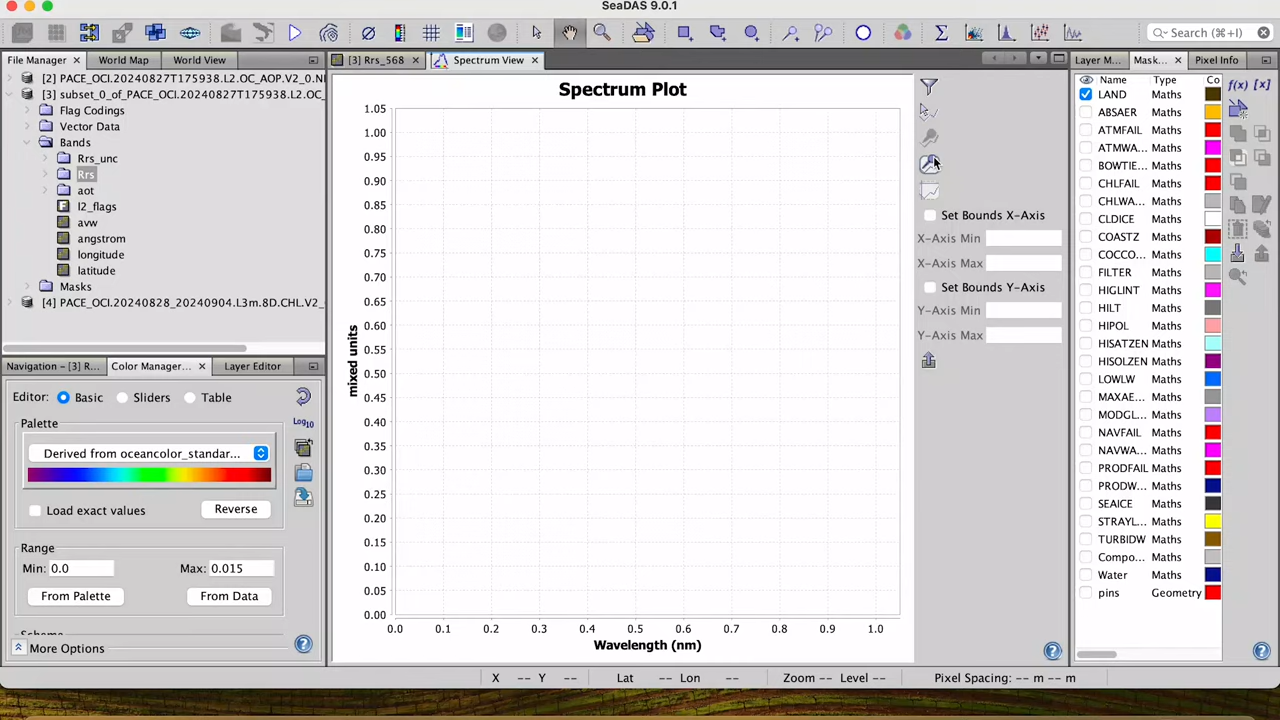 SeaDAS 9.0.1
Search (⌘+I)
File Manager
World Map
World View
[2] PACE_OCI.20240827T175938.L2.OC_AOP.V2_0.N
[3] subset_0_of_PACE_OCI.20240827T175938.L2.OC_
Flag Codings
Vector Data
Bands
Rrs_unc
Rrs
aot
l2_flags
avw
angstrom
longitude
latitude
Masks
[4] PACE_OCI.20240828_20240904.L3m.8D.CHL.V2_
Navigation - [3] R...
Color Manager...
Layer Editor
Editor:
Basic
Sliders
Table
Palette
Derived from oceancolor_standar...
Load exact values
Reverse
Range
Min: 0.0
Max: 0.015
From Palette
From Data
Scheme
More Options
Log10
[3] Rrs_568
Spectrum View
Spectrum Plot
1.05
1.00
0.95
0.90
0.85
0.80
0.75
0.70
0.65
0.60
0.55
0.50
0.45
0.40
0.35
0.30
0.25
0.20
0.15
0.10
0.05
0.00
mixed units
0.0 0.1 0.2 0.3 0.4 0.5 0.6 0.7 0.8 0.9 1.0
Wavelength (nm)
Set Bounds X-Axis
X-Axis Min
X-Axis Max
Set Bounds Y-Axis
Y-Axis Min
Y-Axis Max
Layer M...
Mask...
Pixel Info
Name Type Co
LAND Maths
ABSAER Maths
ATMFAIL Maths
ATMWA... Maths
BOWTIE... Maths
CHLFAIL Maths
CHLWA... Maths
CLDICE Maths
COASTZ Maths
COCCO... Maths
FILTER Maths
HIGLINT Maths
HILT Maths
HIPOL Maths
HISATZEN Maths
HISOLZEN Maths
LOWLW Maths
MAXAE... Maths
MODGL... Maths
NAVFAIL Maths
NAVWA... Maths
PRODFAIL Maths
PRODW... Maths
SEAICE Maths
STRAYL... Maths
TURBIDW Maths
Compo... Maths
Water Maths
pins Geometry
f(x) [x]
X -- Y -- Lat -- Lon -- Zoom -- Level -- Pixel Spacing: -- m -- m